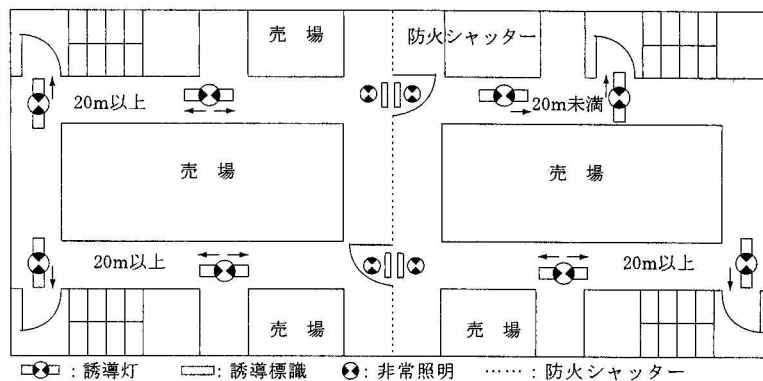 売 場
防火シャッター
20m以上
20m未満
売 場
売 場
20m以上
20m以上
売 場
売 場
：誘導灯 ：誘導標識 ：非常照明 ……：防火シャッター